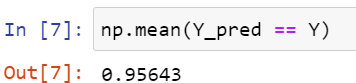 In [7]: np.mean(Y_pred == Y)
Out[7]: 0.95643